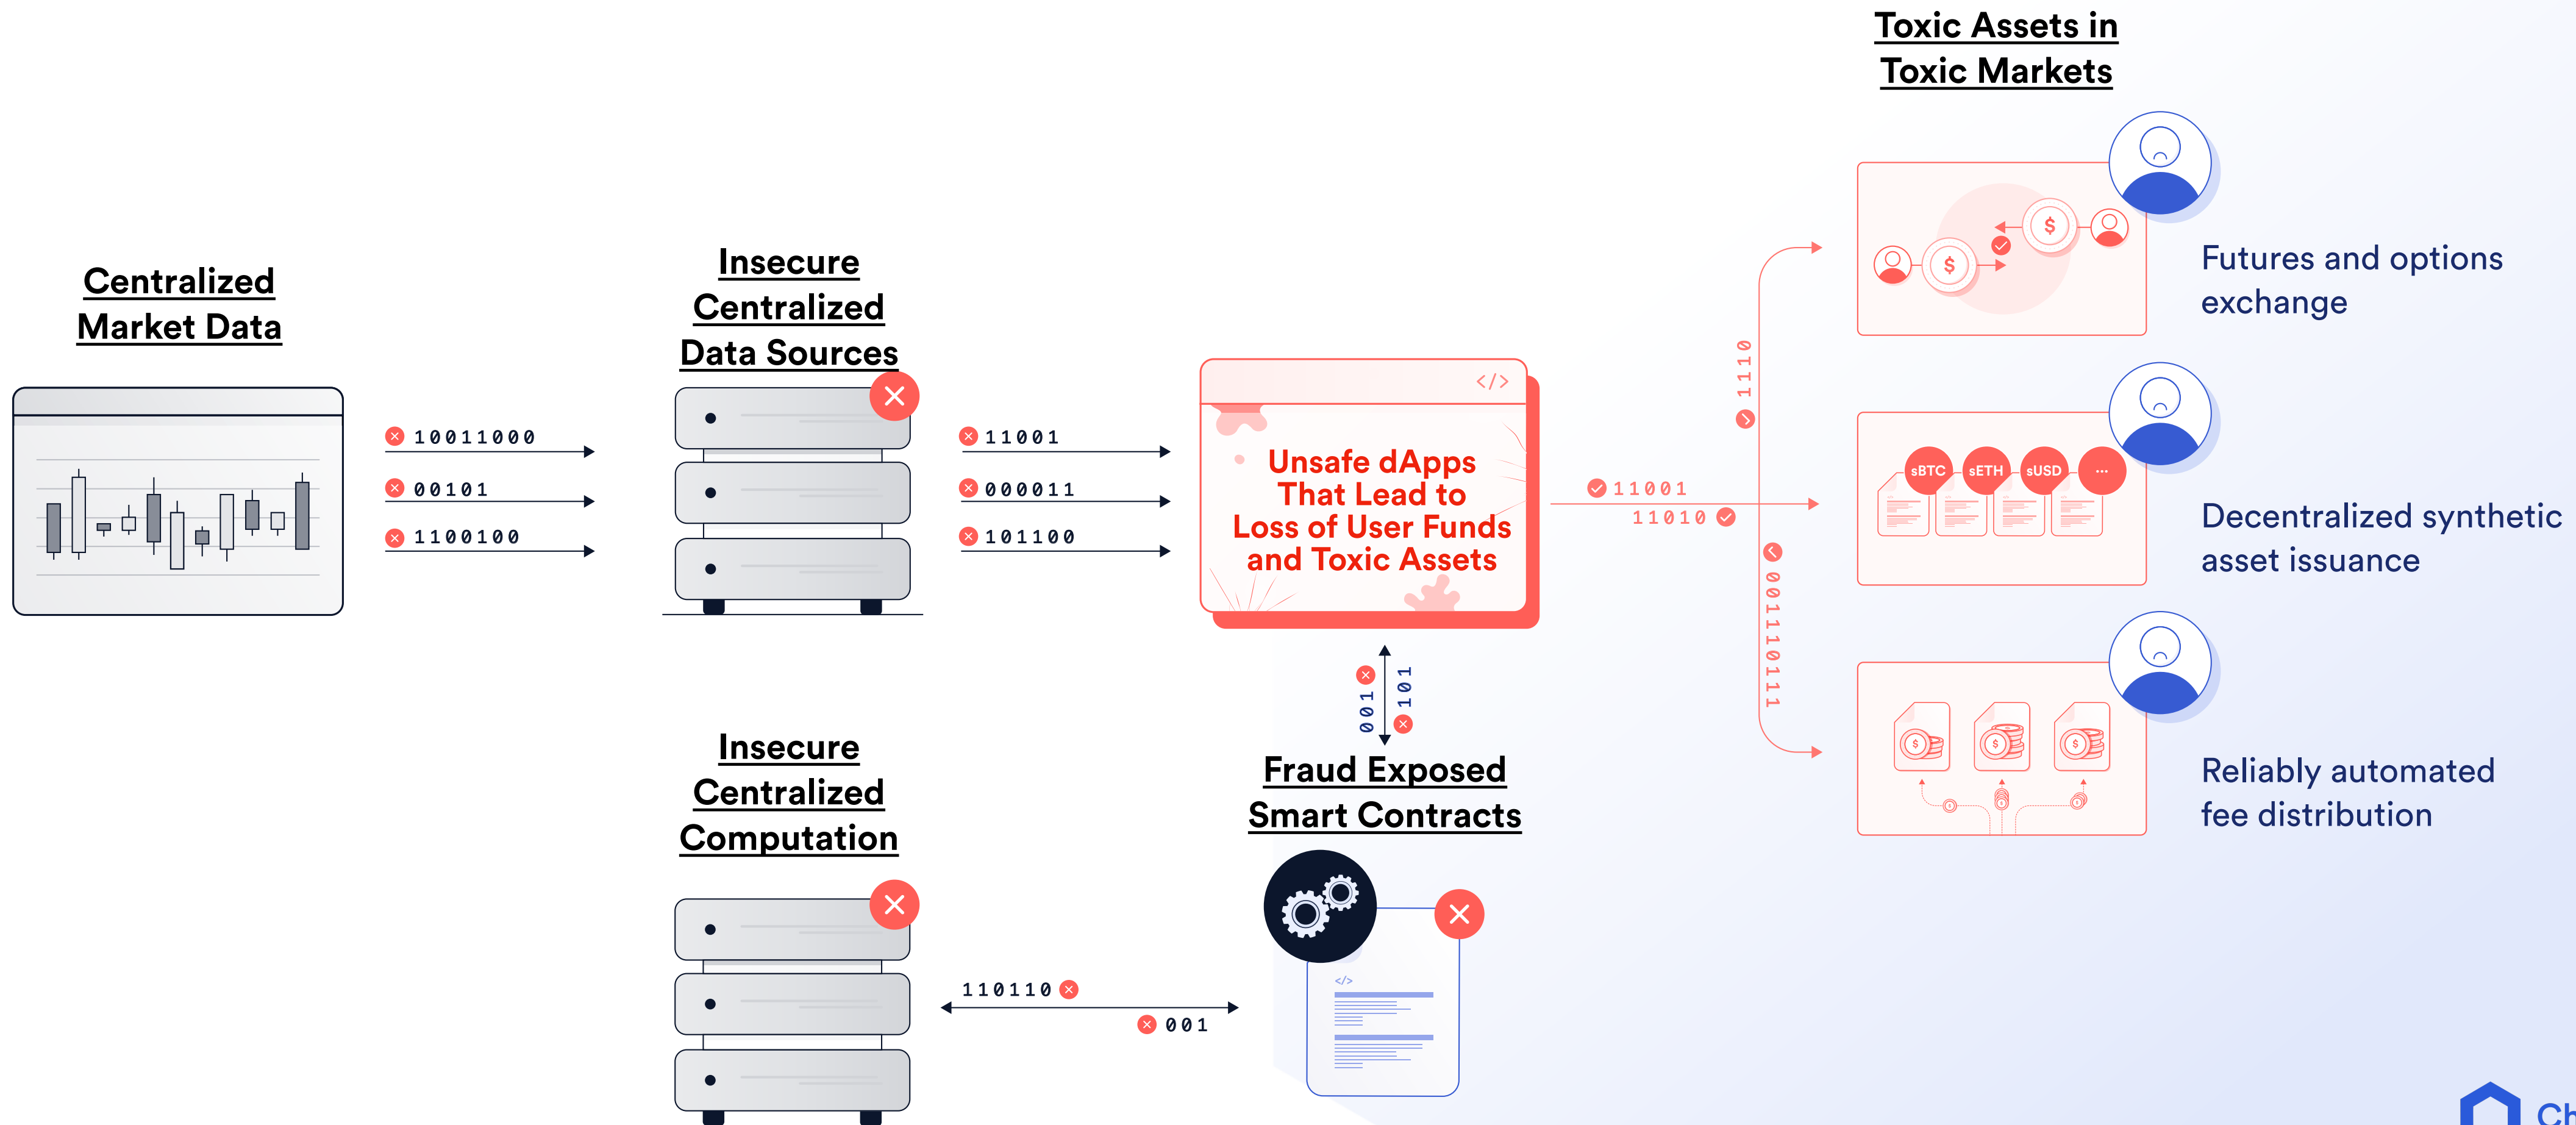 Toxic Assets in
Toxic Markets
Centralized
Market Data
10011000
00101
1100100
Insecure
Centralized
Data Sources
11001
000011
101100
</>
Unsafe dApps
That Lead to
Loss of User Funds
and Toxic Assets
11001
11010
1110
00111101111
$
$
Futures and options
exchange
sBTC
sETH
sUSD
...
Decentralized synthetic
asset issuance
$
$
$
Reliably automated
fee distribution
001
1101
Insecure
Centralized
Computation
110110
001
Fraud Exposed
Smart Contracts
</>
Ch